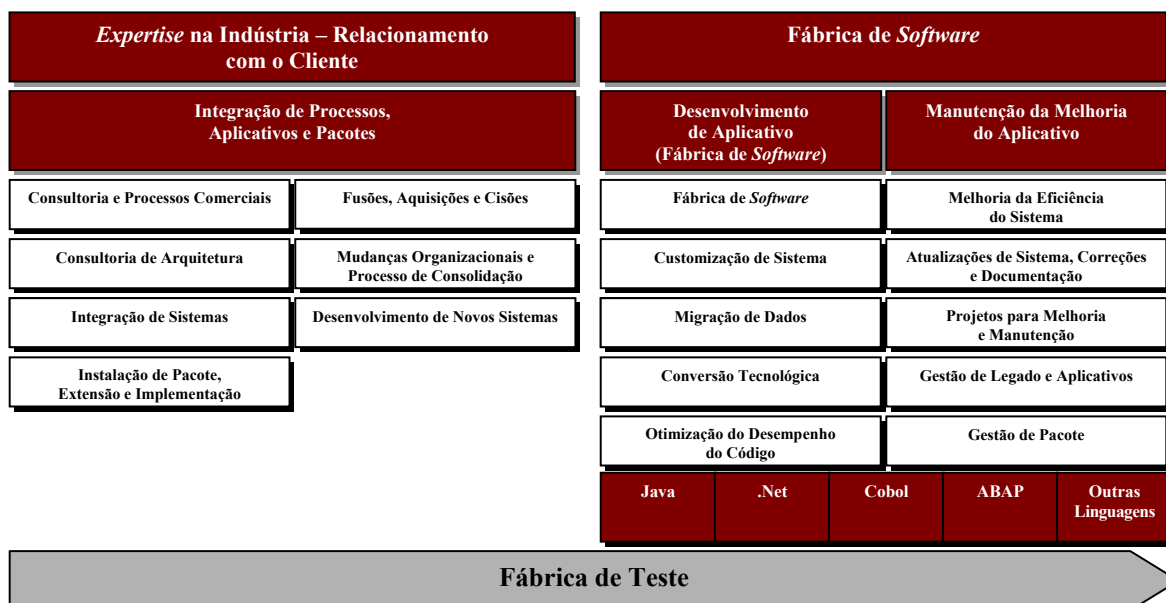 Expertise na Indústria – Relacionamento
com o Cliente
Fábrica de Software
Integração de Processos,
Aplicativos e Pacotes
Desenvolvimento
de Aplicativo
(Fábrica de Software)
Manutenção da Melhoria
do Aplicativo
Consultoria e Processos Comerciais
Fusões, Aquisições e Cisões
Fábrica de Software
Melhoria da Eficiência
do Sistema
Consultoria de Arquitetura
Mudanças Organizacionais e
Processo de Consolidação
Customização de Sistema
Atualizações de Sistema, Correções
e Documentação
Integração de Sistemas
Desenvolvimento de Novos Sistemas
Migração de Dados
Projetos para Melhoria
e Manutenção
Instalação de Pacote,
Extensão e Implementação
Conversão Tecnológica
Gestão de Legado e Aplicativos
Otimização do Desempenho
do Código
Gestão de Pacote
Java
.Net
Cobol
ABAP
Outras
Linguagens
Fábrica de Teste